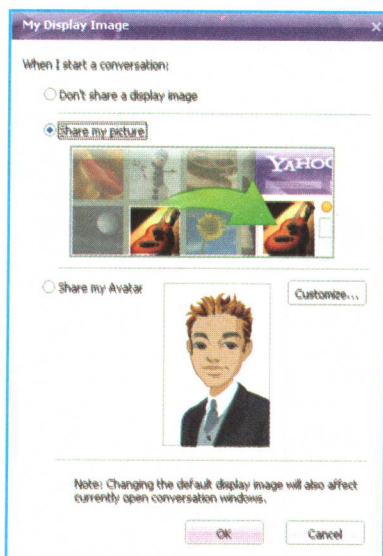 My Display Image
When I start a conversation:
Don't share a display image
Share my picture
YAHOO
Share my Avatar
Customize...
Note: Changing the default display image will also affect
currently open conversation windows.
OK
Cancel